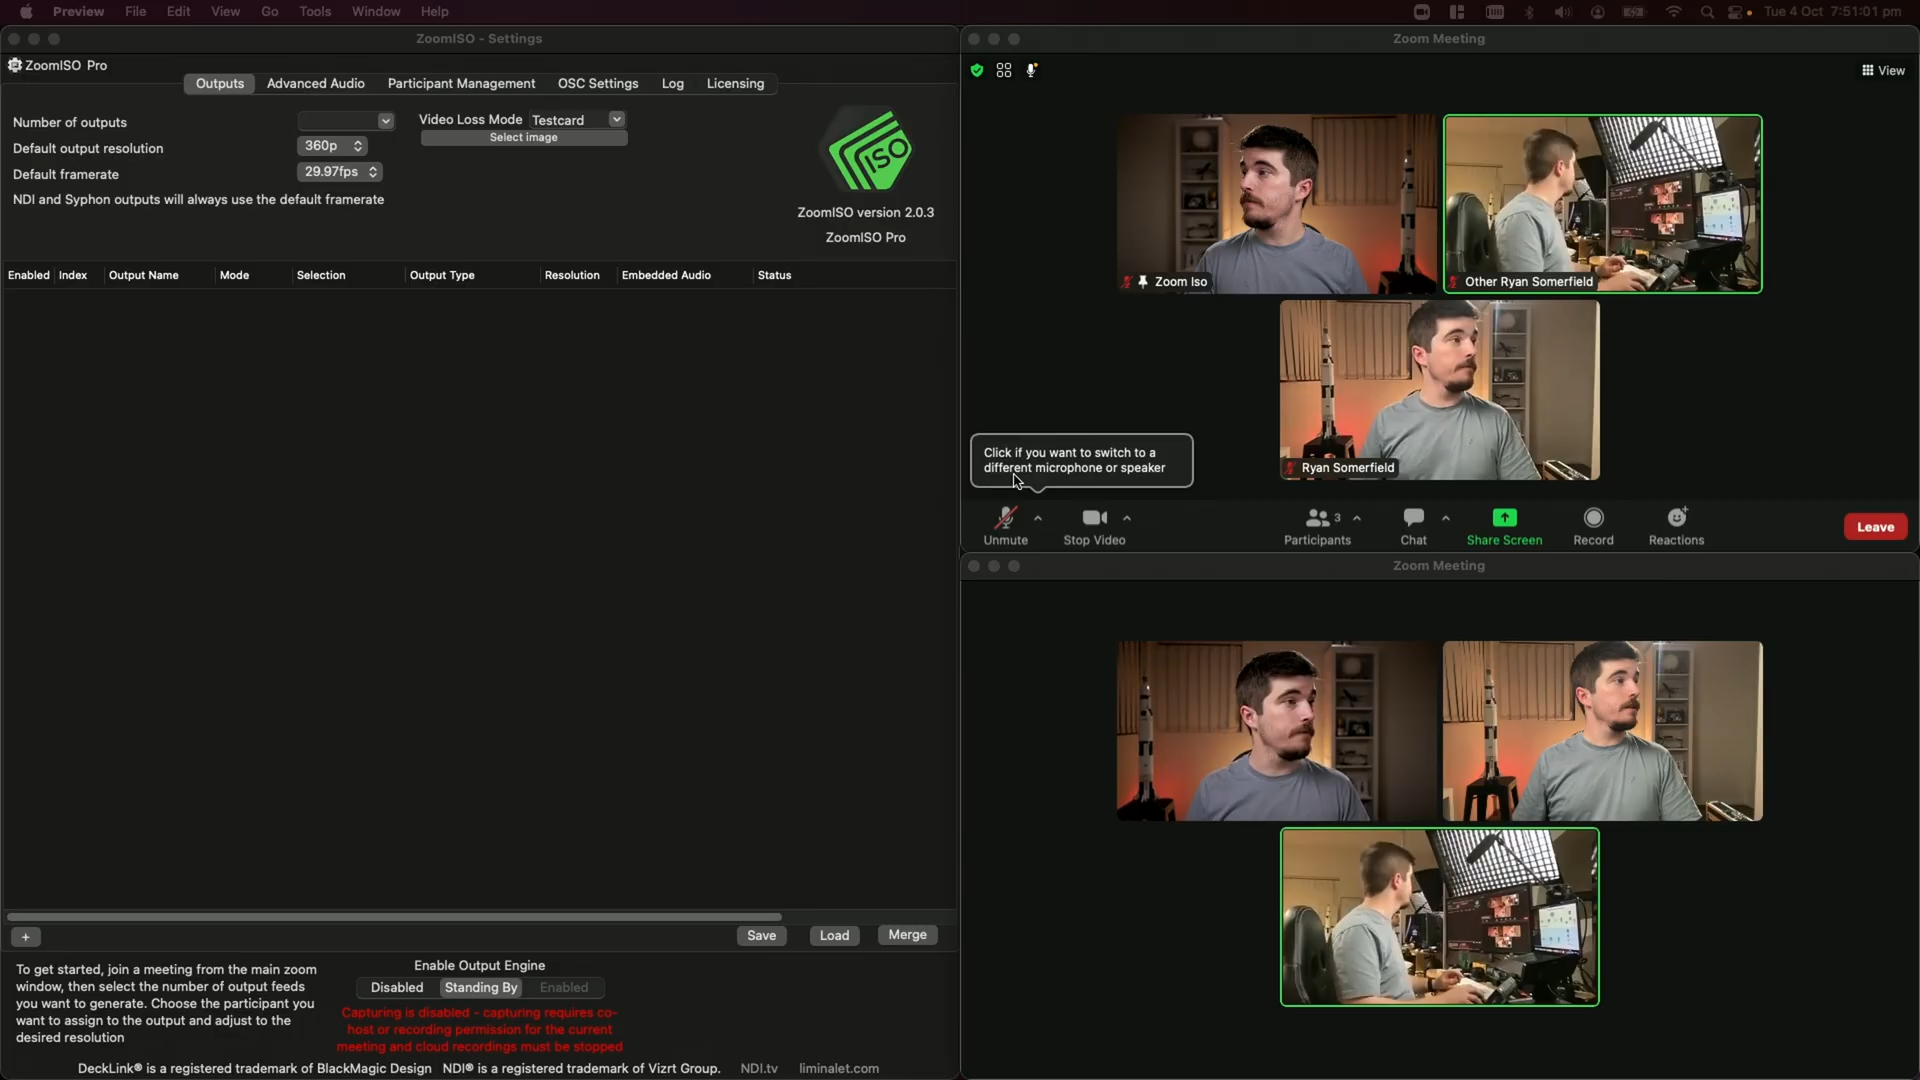 Preview File Edit View Go Tools Window Help
Tue 4 Oct 7:51:01 pm
ZoomISO - Settings
ZoomISO Pro
Outputs Advanced Audio Participant Management OSC Settings Log Licensing
Number of outputs
Default output resolution 360p
Default framerate 29.97fps
NDI and Syphon outputs will always use the default framerate
Video Loss Mode Testcard
Select image
ISO
ZoomISO version 2.0.3
ZoomISO Pro
Enabled Index Output Name Mode Selection Output Type Resolution Embedded Audio Status
+
Save Load Merge
To get started, join a meeting from the main zoom
window, then select the number of output feeds
you want to generate. Choose the participant you
want to assign to the output and adjust to the
desired resolution
Enable Output Engine
Disabled Standing By Enabled
Capturing is disabled - capturing requires co-
host or recording permission for the current
meeting and cloud recordings must be stopped
DeckLink® is a registered trademark of BlackMagic Design NDI® is a registered trademark of Vizrt Group. NDI.tv liminalet.com
Zoom Meeting
View
Zoom Iso
Other Ryan Somerfield
Ryan Somerfield
Click if you want to switch to a
different microphone or speaker
Unmute Stop Video Participants 3 Chat Share Screen Record Reactions Leave
Zoom Meeting